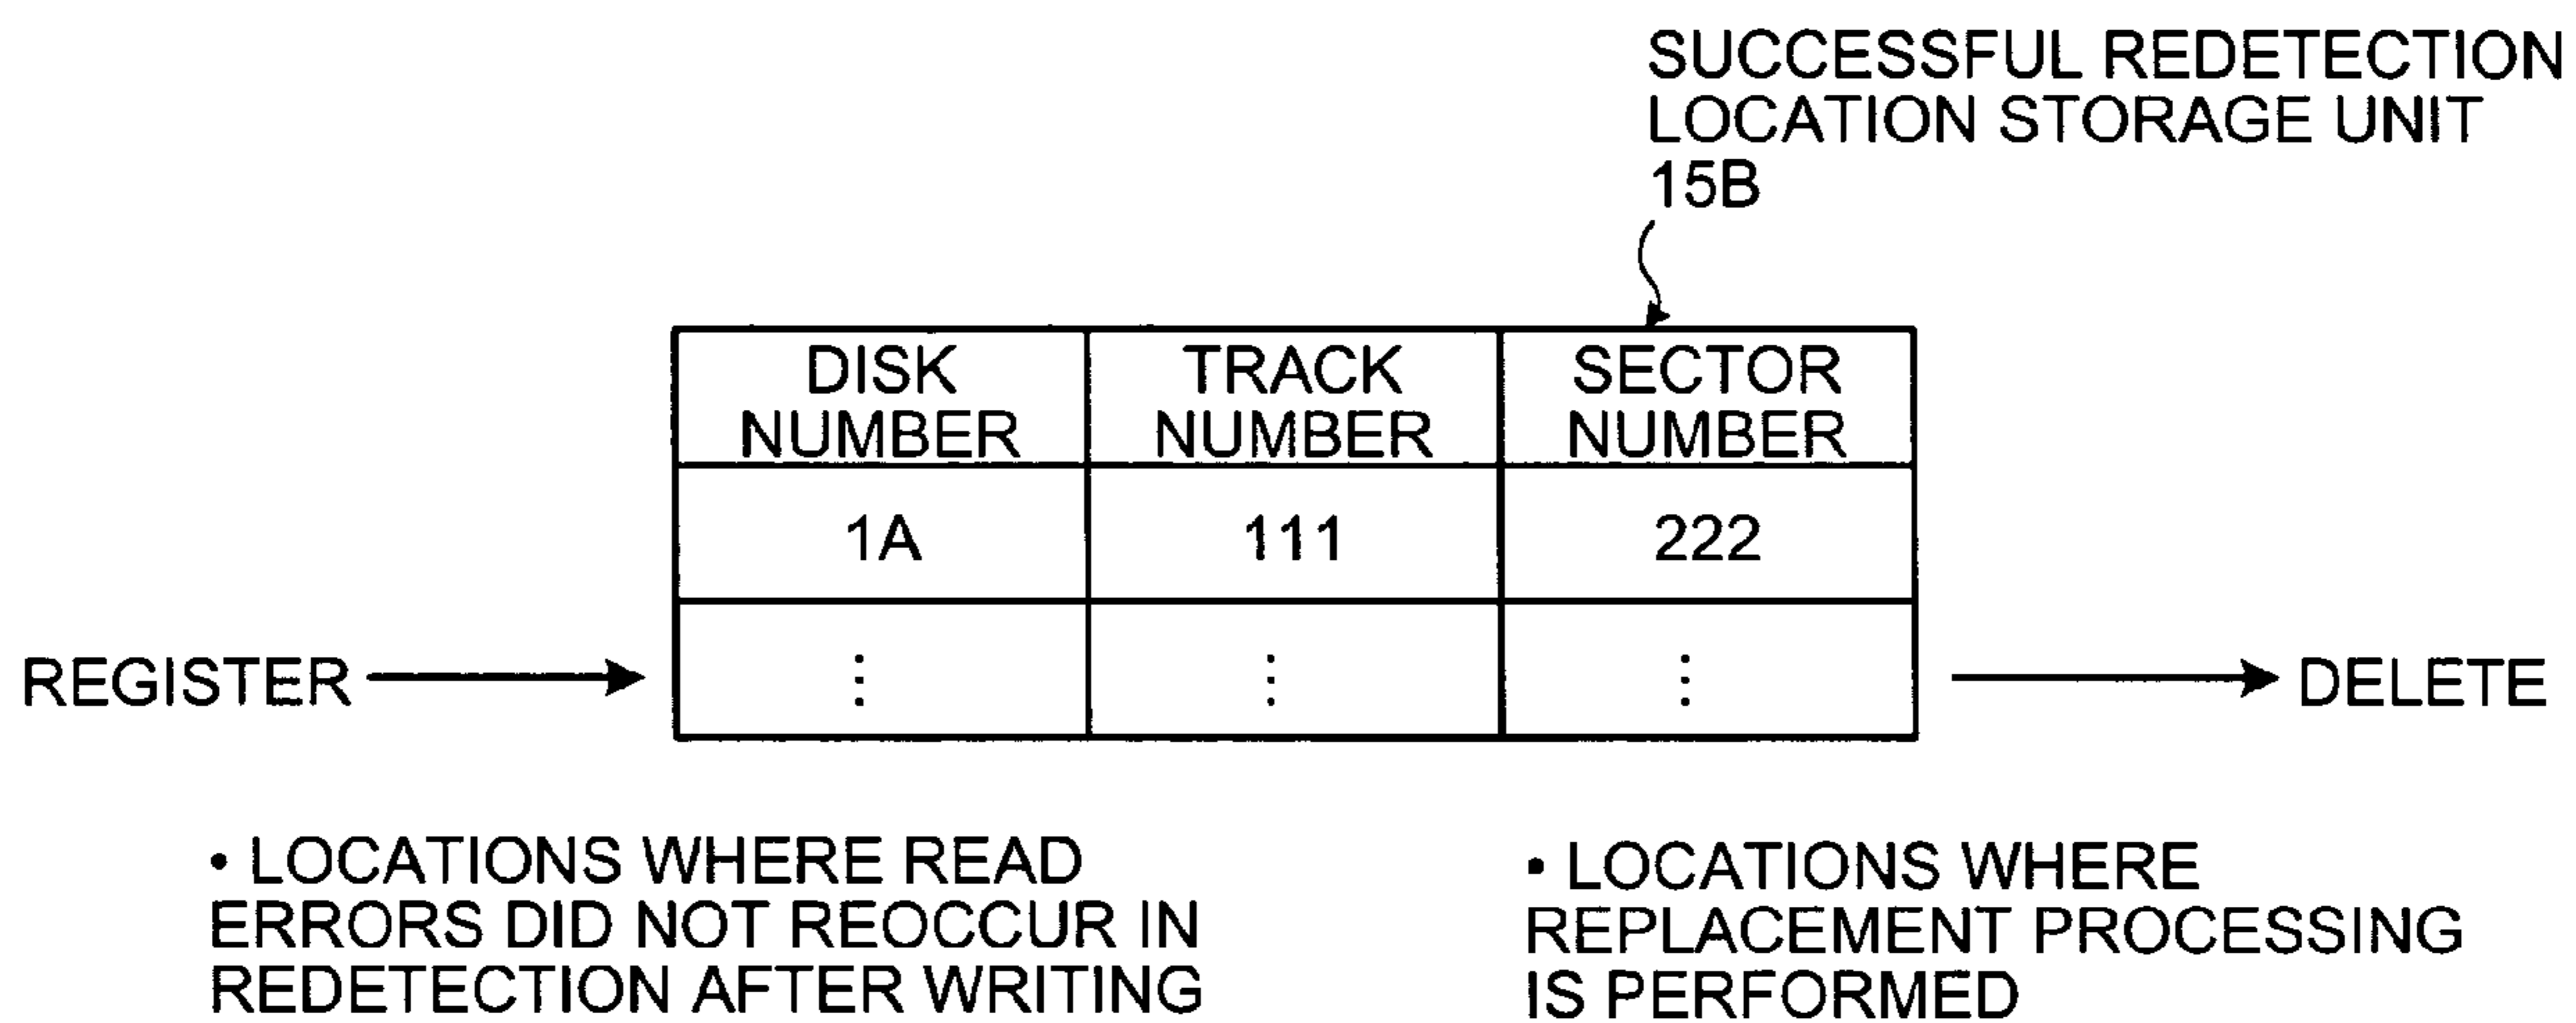 SUCCESSFUL REDETECTION
LOCATION STORAGE UNIT
15B
DISK NUMBER
TRACK NUMBER
SECTOR NUMBER
1A 111 222
⋮ ⋮ ⋮
REGISTER
DELETE
• LOCATIONS WHERE READ
ERRORS DID NOT REOCCUR IN
REDETECTION AFTER WRITING
• LOCATIONS WHERE
REPLACEMENT PROCESSING
IS PERFORMED